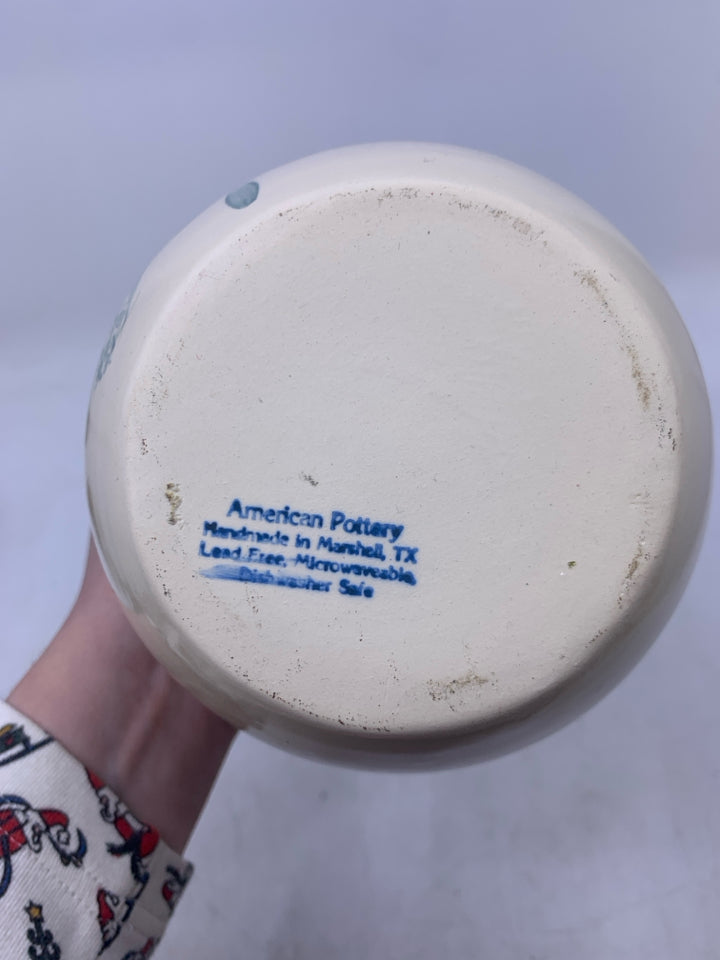 American Pottery
Handmade in Marshall, TX
Lead Free, Microwaveable,
Dishwasher Safe